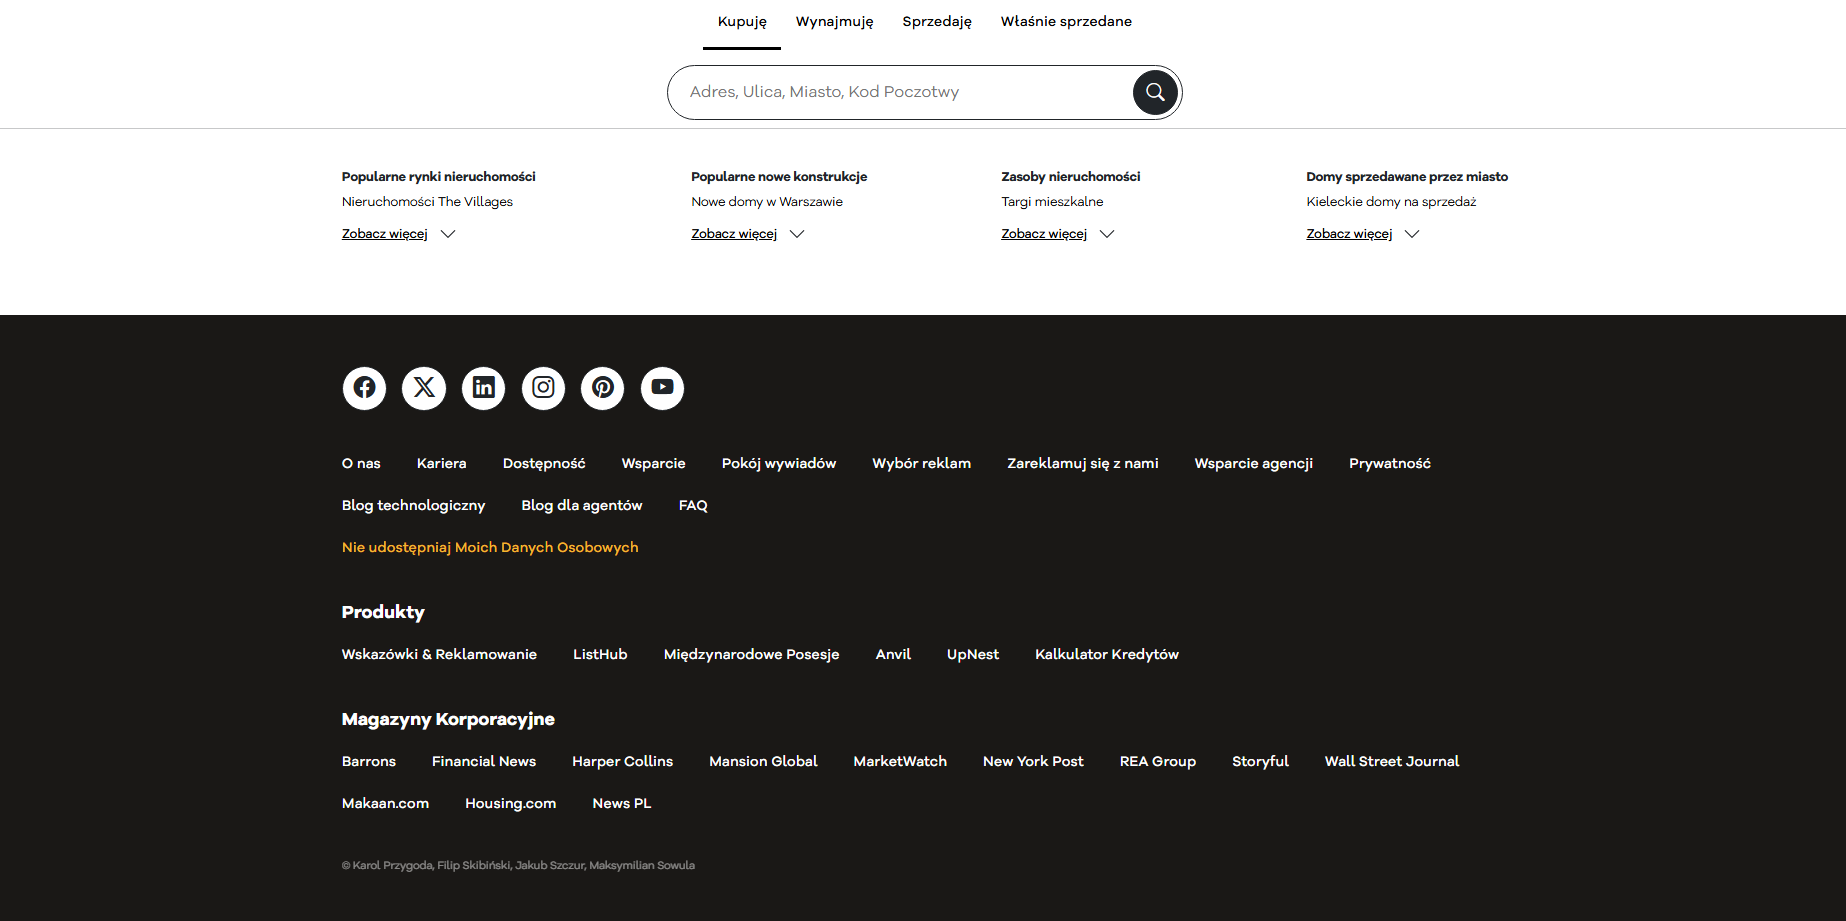 Kupuję Wynajmuję Sprzedaję Właśnie sprzedane
Adres, Ulica, Miasto, Kod Poczotwy
Popularne rynki nieruchomości
Nieruchomości The Villages
Zobacz więcej
Popularne nowe konstrukcje
Nowe domy w Warszawie
Zobacz więcej
Zasoby nieruchomości
Targi mieszkalne
Zobacz więcej
Domy sprzedawane przez miasto
Kieleckie domy na sprzedaż
Zobacz więcej
O nas Kariera Dostępność Wsparcie Pokój wywiadów Wybór reklam Zareklamuj się z nami Wsparcie agencji Prywatność
Blog technologiczny Blog dla agentów FAQ
Nie udostępniaj Moich Danych Osobowych
Produkty
Wskazówki & Reklamowanie ListHub Międzynarodowe Posesje Anvil UpNest Kalkulator Kredytów
Magazyny Korporacyjne
Barrons Financial News Harper Collins Mansion Global MarketWatch New York Post REA Group Storyful Wall Street Journal
Makaan.com Housing.com News PL
© Karol Przygoda, Filip Skibiński, Jakub Szczur, Maksymilian Sowula